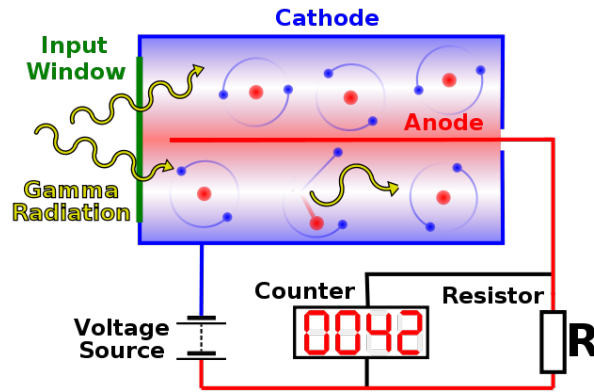 Cathode
Input
Window
Anode
Gamma
Radiation
Counter
Resistor
0042
R
Voltage
Source